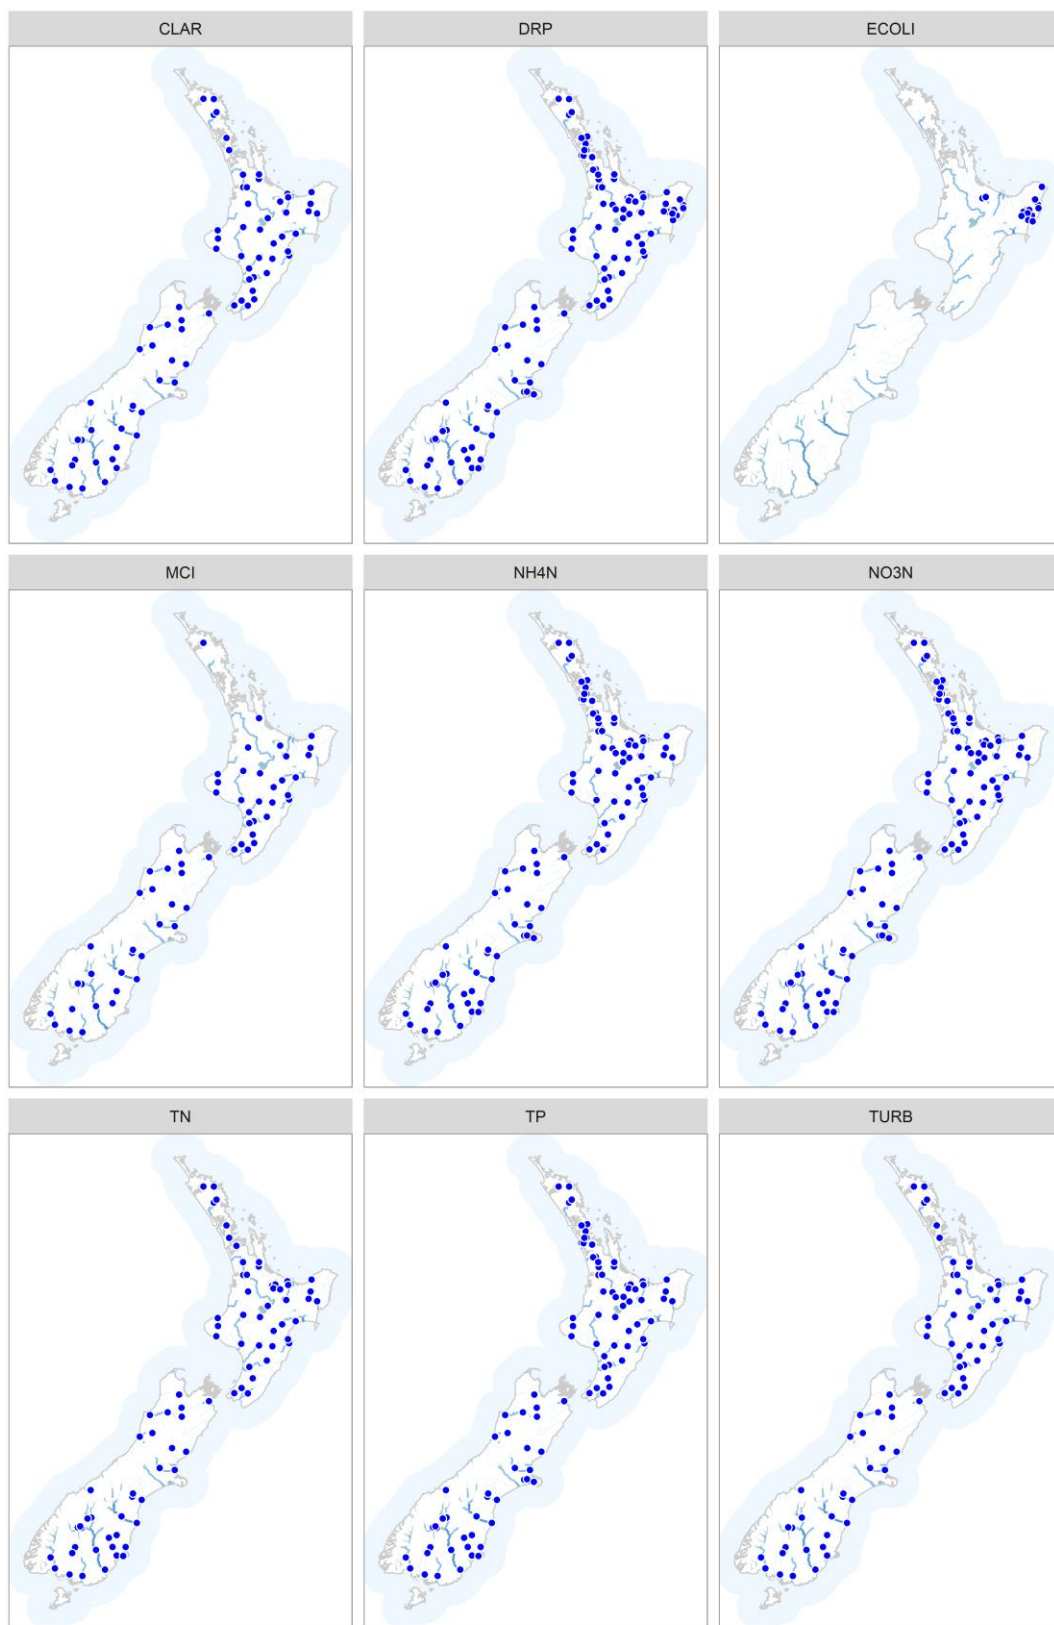 CLAR
DRP
ECOLI
MCI
NH4N
NO3N
TN
TP
TURB